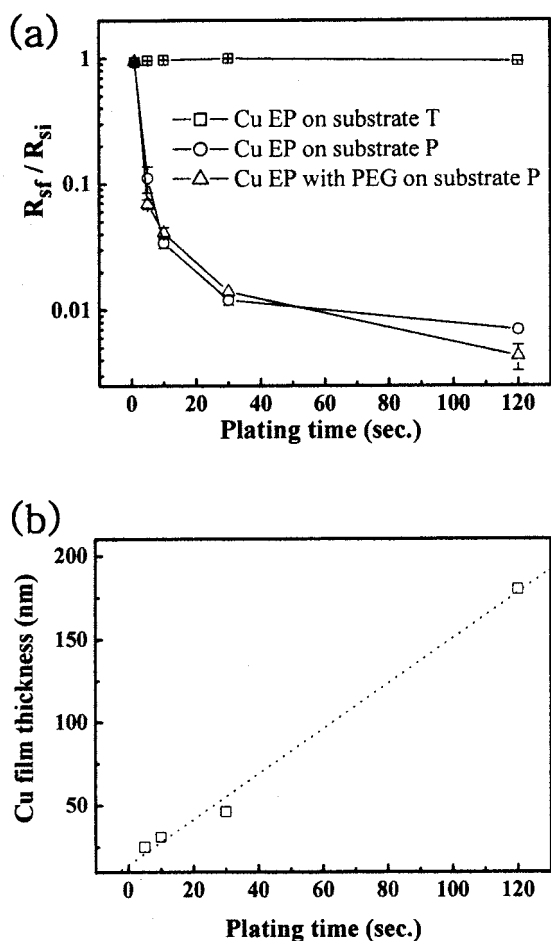 (a)
1
0.1
0.01
R_sf / R_si
Cu EP on substrate T
Cu EP on substrate P
Cu EP with PEG on substrate P
0 20 40 60 80 100 120
Plating time (sec.)
(b)
200
150
100
50
Cu film thickness (nm)
0 20 40 60 80 100 120
Plating time (sec.)